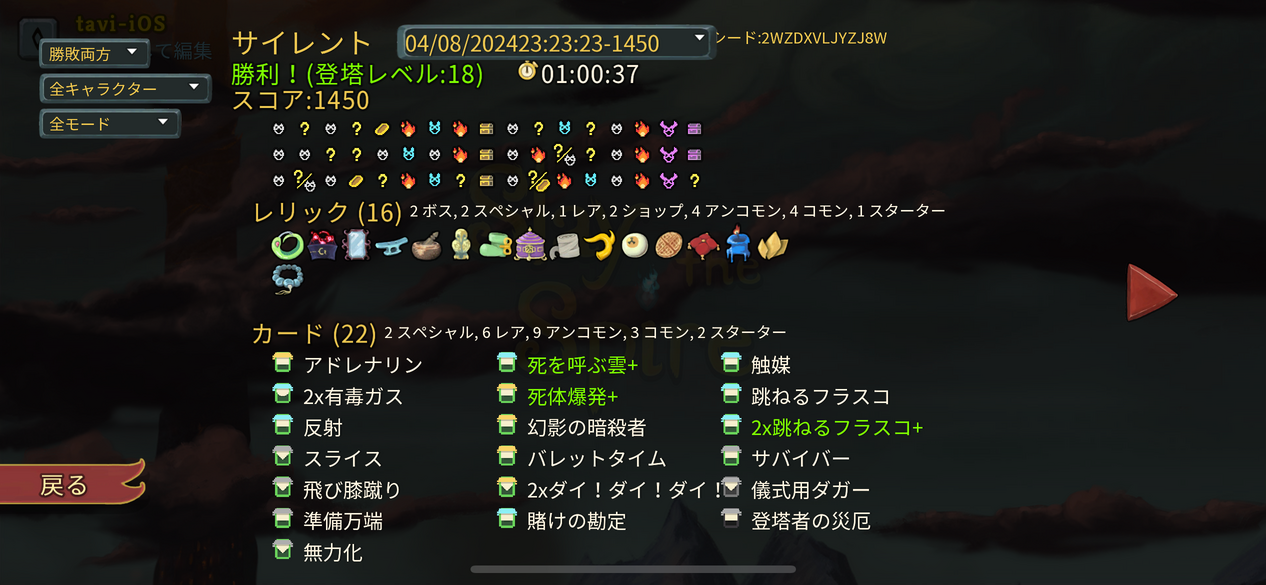 tavi-iOS
勝敗両方
て編集
全キャラクター
全モード
サイレント
04/08/202423:23:23-1450
シード:2WZDXVLJYZJ8W
勝利！(登塔レベル:18)
01:00:37
スコア:1450
レリック (16) 2 ボス, 2 スペシャル, 1 レア, 2 ショップ, 4 アンコモン, 4 コモン, 1 スターター
カード (22) 2 スペシャル, 6 レア, 9 アンコモン, 3 コモン, 2 スターター
アドレナリン 死を呼ぶ雲+ 触媒
2x有毒ガス 死体爆発+ 跳ねるフラスコ
反射 幻影の暗殺者 2x跳ねるフラスコ+
スライス バレットタイム サバイバー
飛び膝蹴り 2xダイ！ダイ！ダイ！ 儀式用ダガー
準備万端 賭けの勘定 登塔者の災厄
無力化
戻る
the
Spire